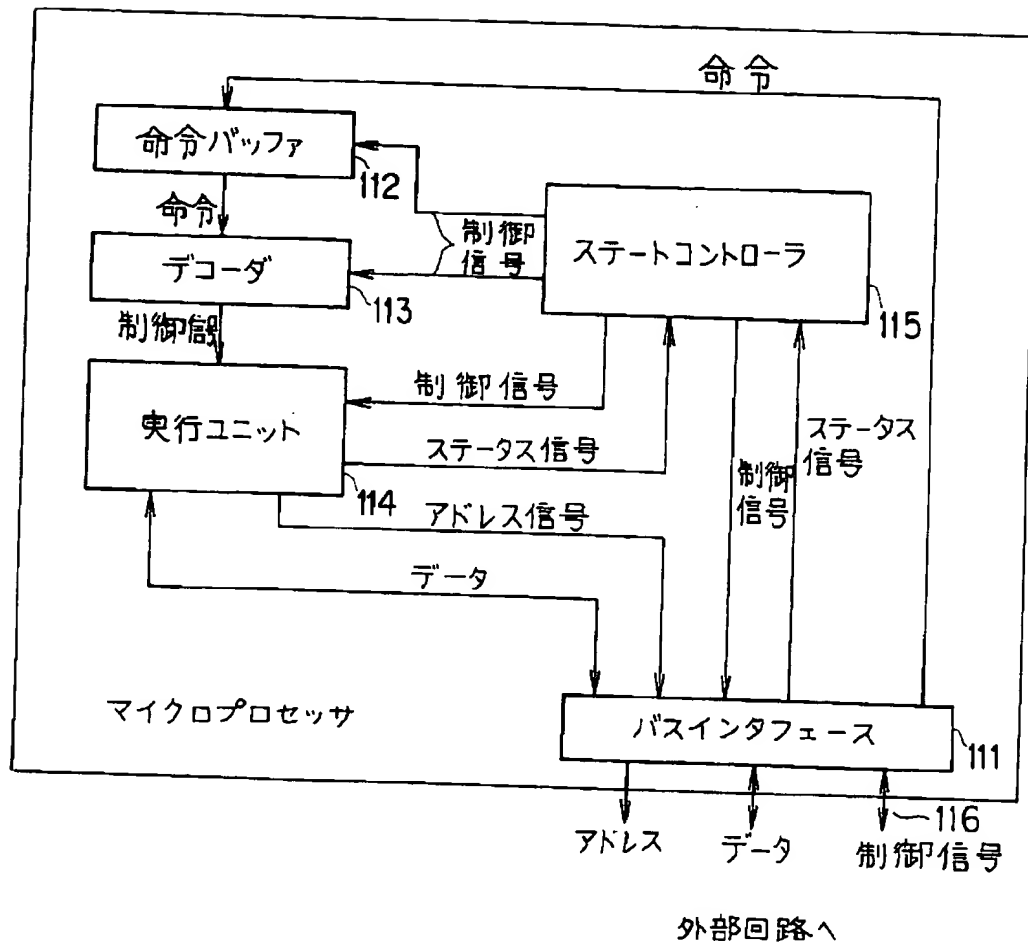 命令
命令バッファ
112
命令
制御
信号
ステートコントローラ
デコーダ
113
115
制御信号
制御信号
実行ユニット
ステータス信号
114
ステータス
信号
制御
信号
アドレス信号
データ
マイクロプロセッサ
バスインタフェース
111
116
アドレス
データ
制御信号
外部回路へ